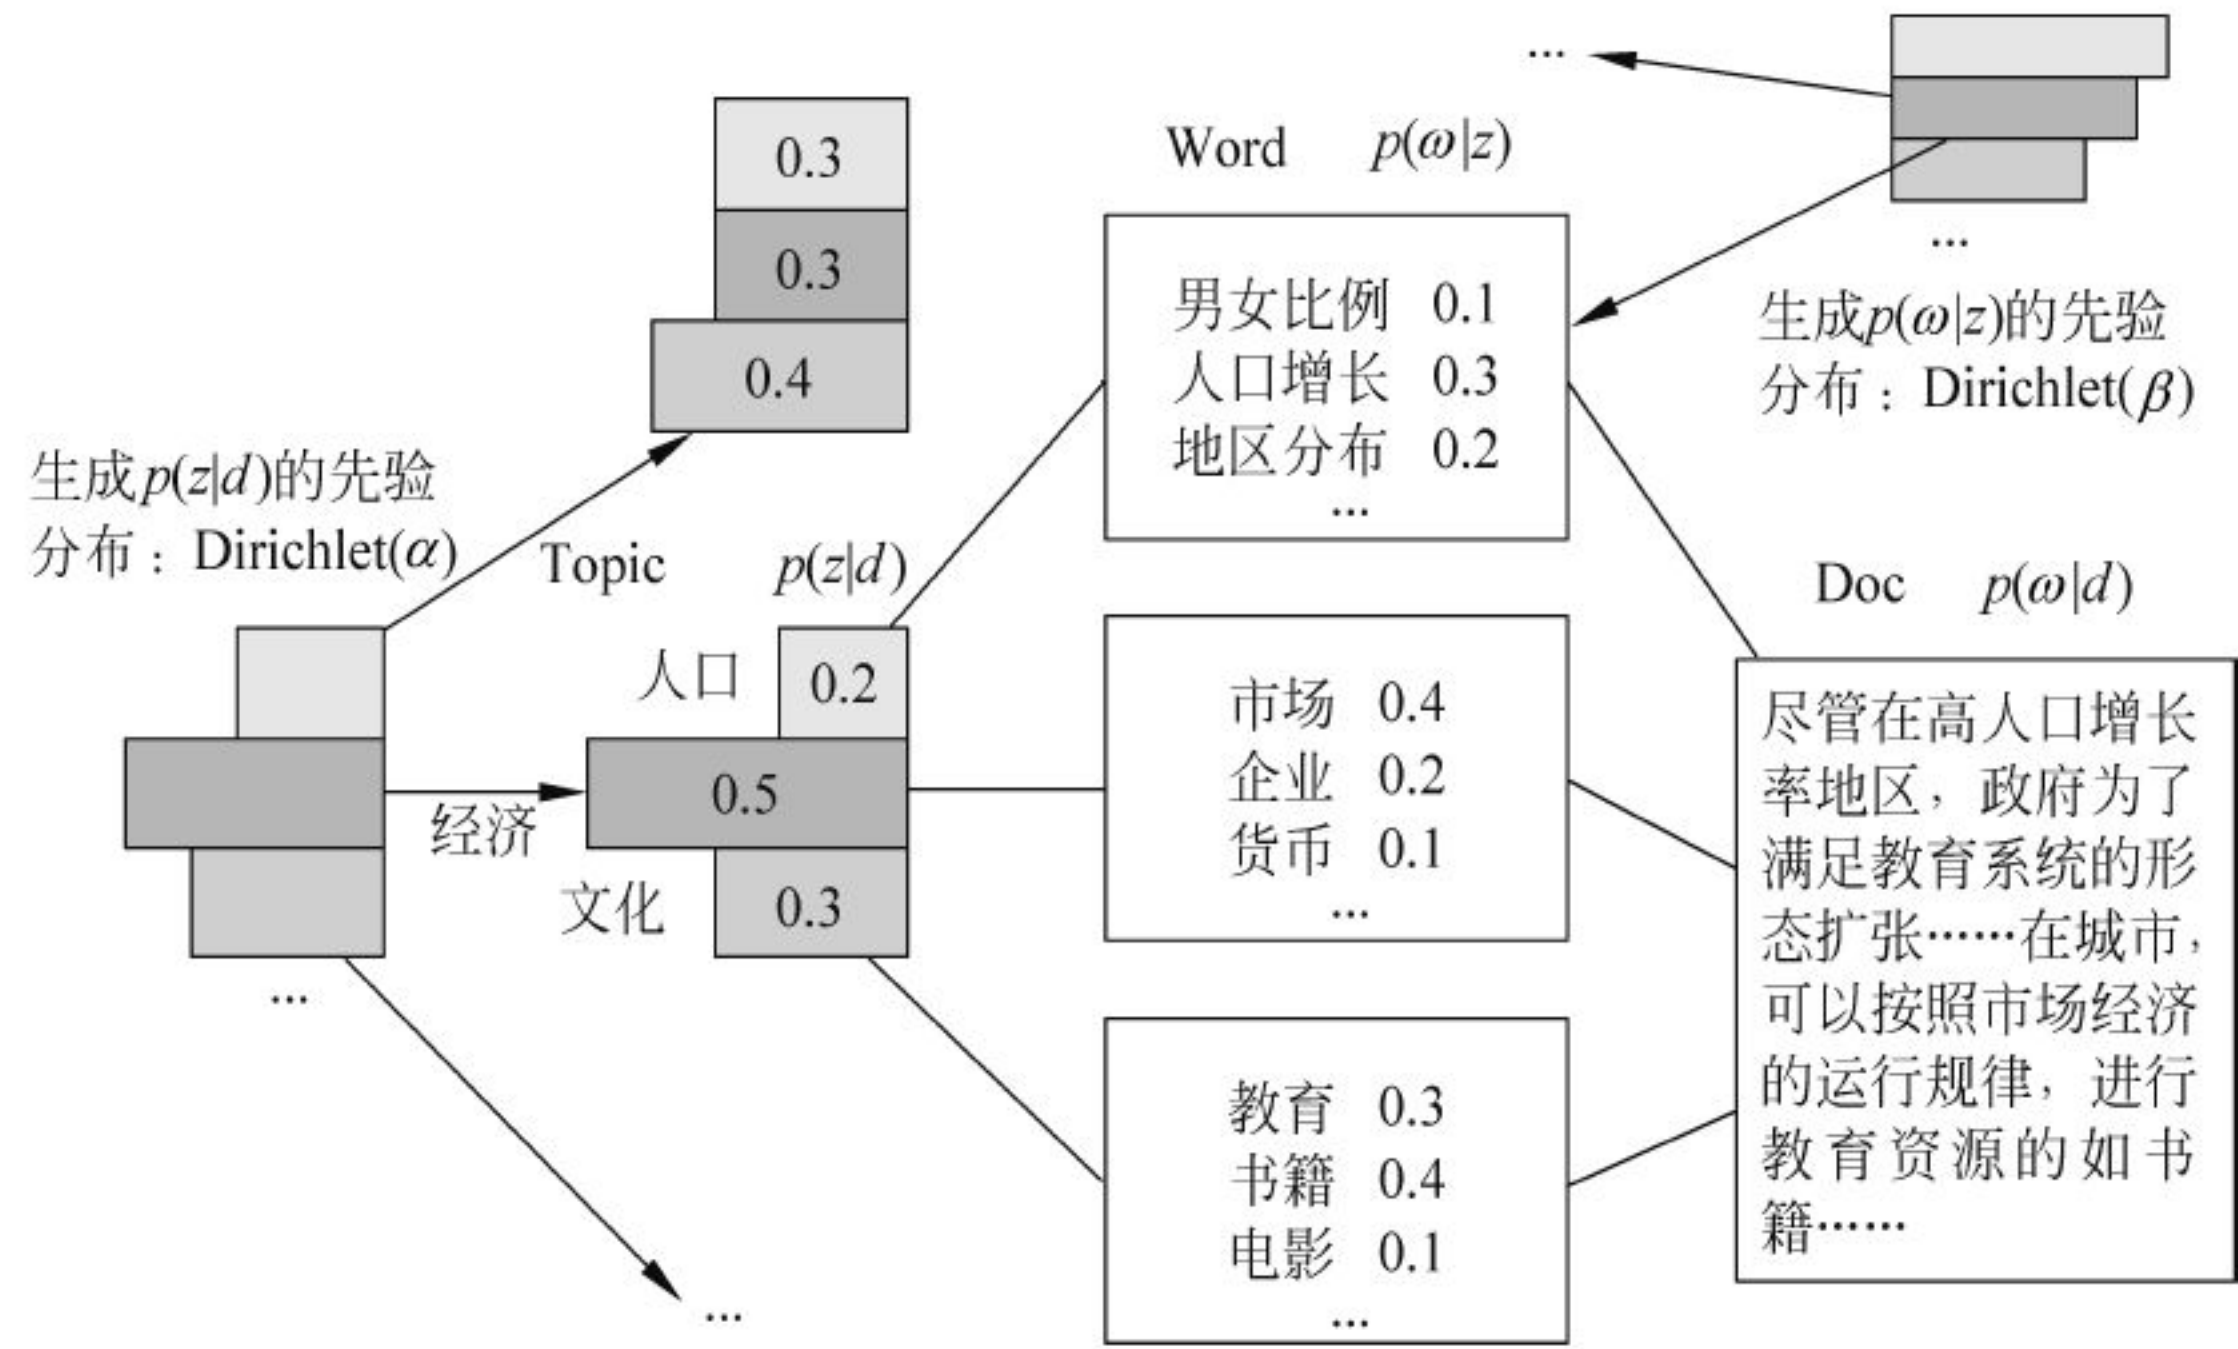 ...
0.3
0.3
0.4
Word p(ω|z)
男女比例 0.1
人口增长 0.3
地区分布 0.2
...
...
生成p(ω|z)的先验
分布：Dirichlet(β)
生成p(z|d)的先验
分布：Dirichlet(α)
Topic p(z|d)
人口 0.2
经济 0.5
文化 0.3
...
...
市场 0.4
企业 0.2
货币 0.1
...
教育 0.3
书籍 0.4
电影 0.1
...
Doc p(ω|d)
尽管在高人口增长
率地区，政府为了
满足教育系统的形
态扩张……在城市，
可以按照市场经济
的运行规律，进行
教育资源的如书
籍……